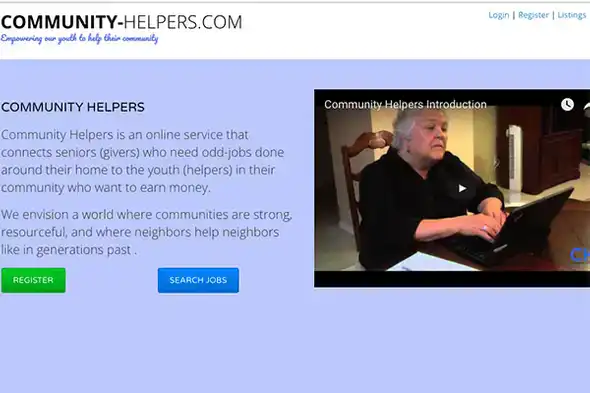 COMMUNITY-HELPERS.COM
Empowering our youth to help their community
Login | Register | Listings
COMMUNITY HELPERS
Community Helpers is an online service that
connects seniors (givers) who need odd-jobs done
around their home to the youth (helpers) in their
community who want to earn money.
We envision a world where communities are strong,
resourceful, and where neighbors help neighbors
like in generations past .
REGISTER
SEARCH JOBS
Community Helpers Introduction